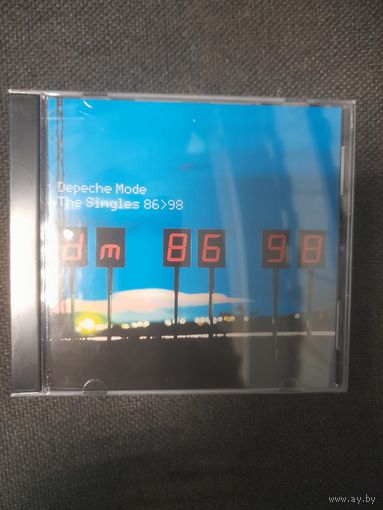 Depeche Mode
The Singles 86>98
dm 86 98
www.ay.by